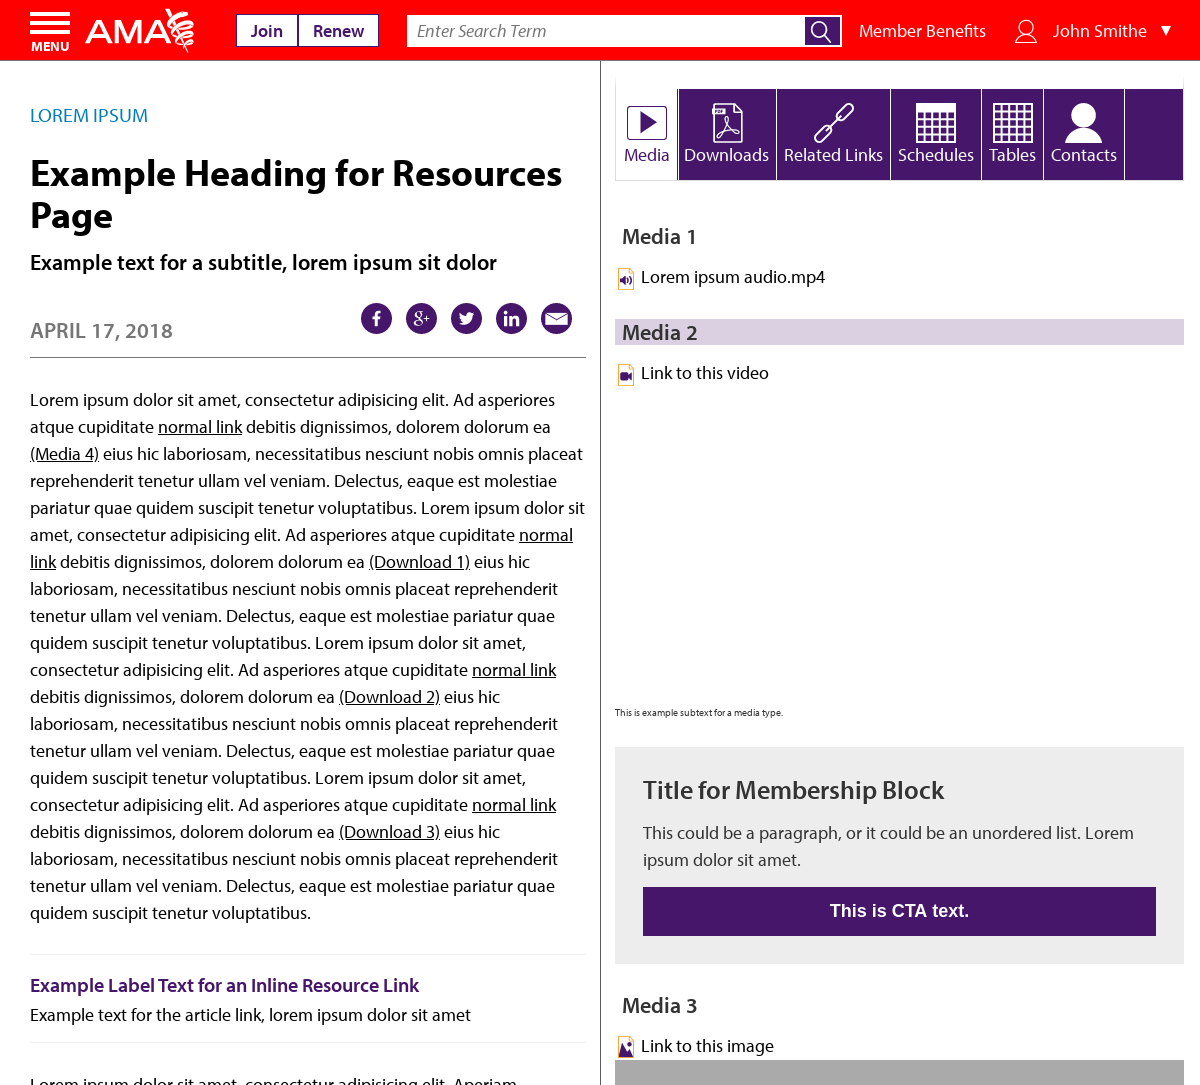 MENU
AMA
Join
Renew
Enter Search Term
Member Benefits
John Smithe ▼
LOREM IPSUM
Example Heading for Resources
Page
Example text for a subtitle, lorem ipsum sit dolor
APRIL 17, 2018
Lorem ipsum dolor sit amet, consectetur adipisicing elit. Ad asperiores
atque cupiditate normal link debitis dignissimos, dolorem dolorum ea
(Media 4) eius hic laboriosam, necessitatibus nesciunt nobis omnis placeat
reprehenderit tenetur ullam vel veniam. Delectus, eaque est molestiae
pariatur quae quidem suscipit tenetur voluptatibus. Lorem ipsum dolor sit
amet, consectetur adipisicing elit. Ad asperiores atque cupiditate normal
link debitis dignissimos, dolorem dolorum ea (Download 1) eius hic
laboriosam, necessitatibus nesciunt nobis omnis placeat reprehenderit
tenetur ullam vel veniam. Delectus, eaque est molestiae pariatur quae
quidem suscipit tenetur voluptatibus. Lorem ipsum dolor sit amet,
consectetur adipisicing elit. Ad asperiores atque cupiditate normal link
debitis dignissimos, dolorem dolorum ea (Download 2) eius hic
laboriosam, necessitatibus nesciunt nobis omnis placeat reprehenderit
tenetur ullam vel veniam. Delectus, eaque est molestiae pariatur quae
quidem suscipit tenetur voluptatibus. Lorem ipsum dolor sit amet,
consectetur adipisicing elit. Ad asperiores atque cupiditate normal link
debitis dignissimos, dolorem dolorum ea (Download 3) eius hic
laboriosam, necessitatibus nesciunt nobis omnis placeat reprehenderit
tenetur ullam vel veniam. Delectus, eaque est molestiae pariatur quae
quidem suscipit tenetur voluptatibus.
Example Label Text for an Inline Resource Link
Example text for the article link, lorem ipsum dolor sit amet
Lorem ipsum dolor sit amet, consectetur adipisicing elit. Aperiam
Media
PDF
Downloads
Related Links
Schedules
Tables
Contacts
Media 1
Lorem ipsum audio.mp4
Media 2
Link to this video
This is example subtext for a media type.
Title for Membership Block
This could be a paragraph, or it could be an unordered list. Lorem
ipsum dolor sit amet.
This is CTA text.
Media 3
Link to this image